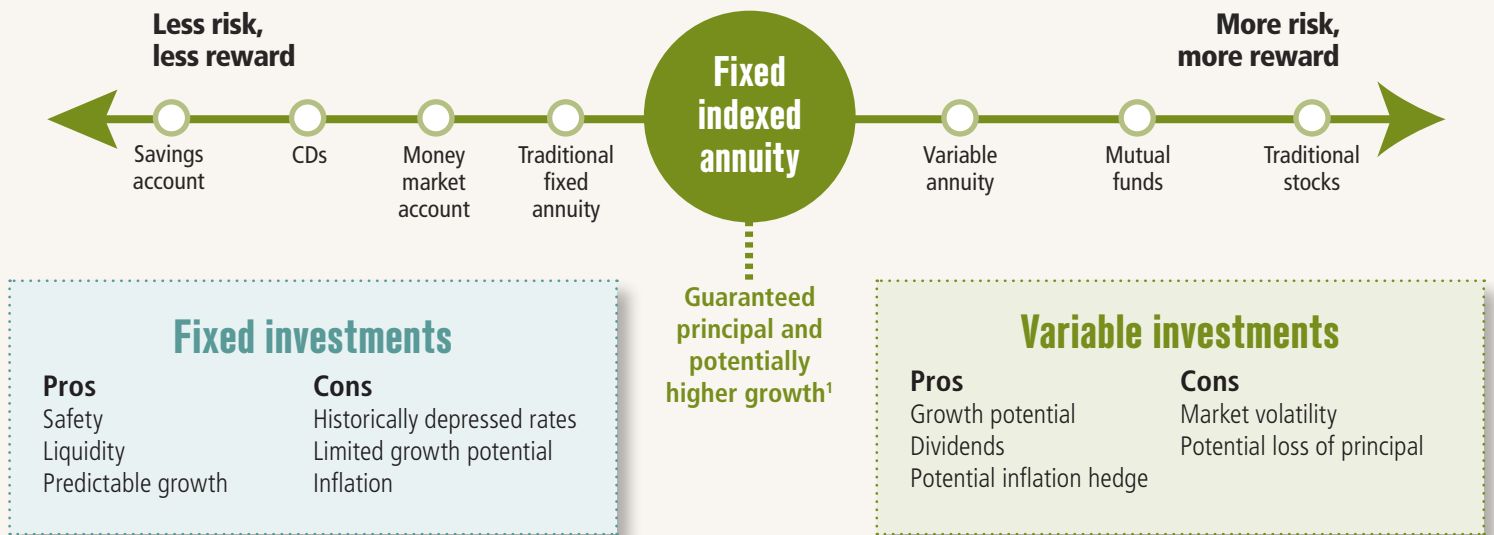 Less risk,
less reward
More risk,
more reward
Fixed
indexed
annuity
Savings
account
CDs
Money
market
account
Traditional
fixed
annuity
Variable
annuity
Mutual
funds
Traditional
stocks
Guaranteed
principal and
potentially
higher growth¹
Fixed investments
Pros
Safety
Liquidity
Predictable growth
Cons
Historically depressed rates
Limited growth potential
Inflation
Variable investments
Pros
Growth potential
Dividends
Potential inflation hedge
Cons
Market volatility
Potential loss of principal